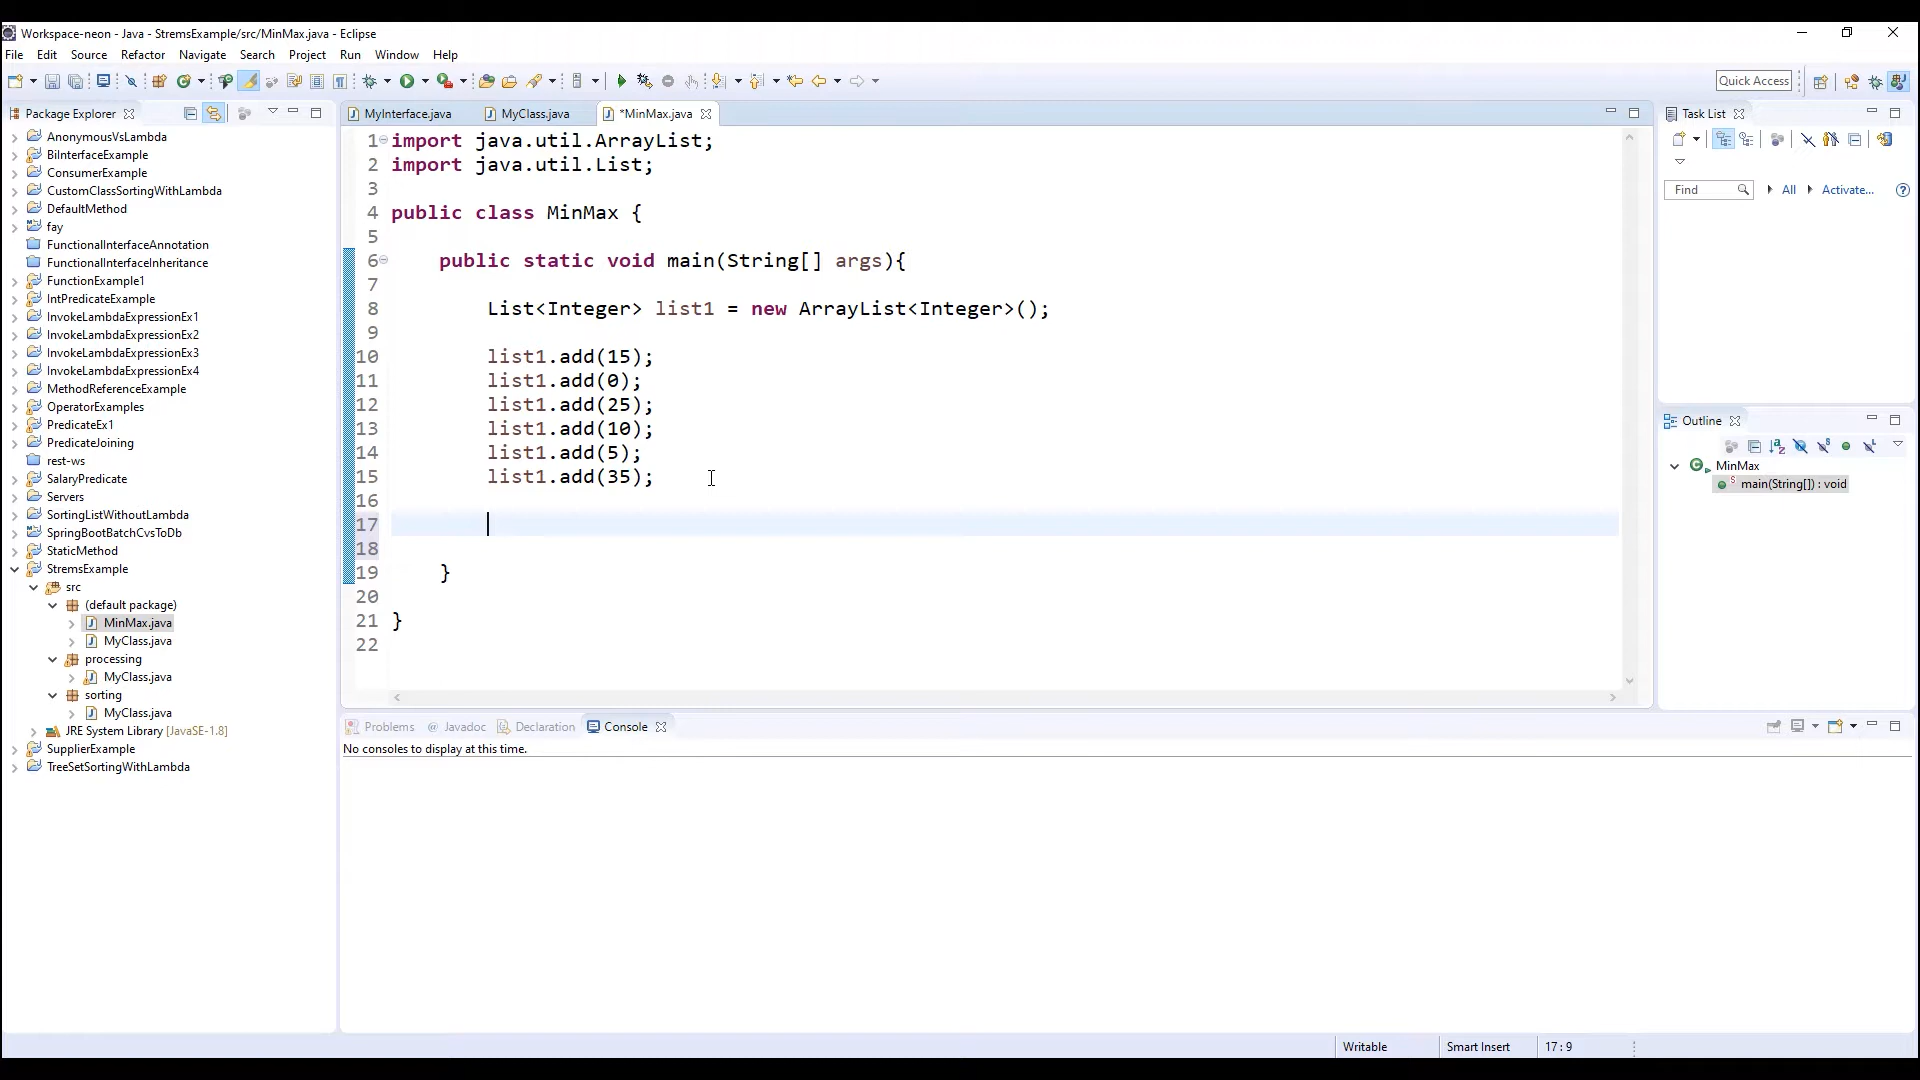 Workspace-neon - Java - StremsExample/src/MinMax.java - Eclipse
File Edit Source Refactor Navigate Search Project Run Window Help
Quick Access
Package Explorer
AnonymousVsLambda
BiInterfaceExample
ConsumerExample
CustomClassSortingWithLambda
DefaultMethod
fay
FunctionalInterfaceAnnotation
FunctionalInterfaceInheritance
FunctionExample1
IntPredicateExample
InvokeLambdaExpressionEx1
InvokeLambdaExpressionEx2
InvokeLambdaExpressionEx3
InvokeLambdaExpressionEx4
MethodReferenceExample
OperatorExamples
PredicateEx1
PredicateJoining
rest-ws
SalaryPredicate
Servers
SortingListWithoutLambda
SpringBootBatchCvsToDb
StaticMethod
StremsExample
src
(default package)
MinMax.java
MyClass.java
processing
MyClass.java
sorting
MyClass.java
JRE System Library [JavaSE-1.8]
SupplierExample
TreeSetSortingWithLambda
MyInterface.java MyClass.java *MinMax.java
1 import java.util.ArrayList;
2 import java.util.List;
3
4 public class MinMax {
5
6 public static void main(String[] args){
7
8 List<Integer> list1 = new ArrayList<Integer>();
9
10 list1.add(15);
11 list1.add(0);
12 list1.add(25);
13 list1.add(10);
14 list1.add(5);
15 list1.add(35);
16
17
18
19 }
20
21 }
22
Problems @ Javadoc Declaration Console
No consoles to display at this time.
Task List
Find All Activate...
Outline
MinMax
main(String[]) : void
Writable Smart Insert 17 : 9